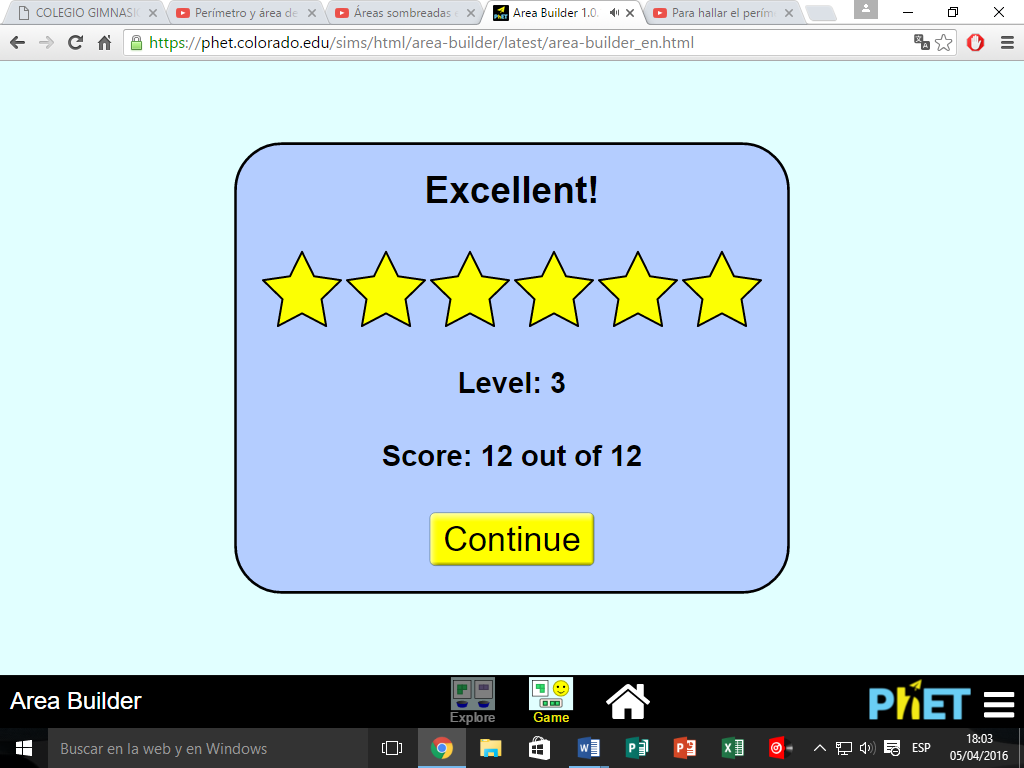 COLEGIO GIMNASIO
Perímetro y área de
Áreas sombreadas
Area Builder 1.0.
Para hallar el perím
https://phet.colorado.edu/sims/html/area-builder/latest/area-builder_en.html
Excellent!
Level: 3
Score: 12 out of 12
Continue
Area Builder
Explore
Game
PhET
Buscar en la web y en Windows
ESP
18:03
05/04/2016